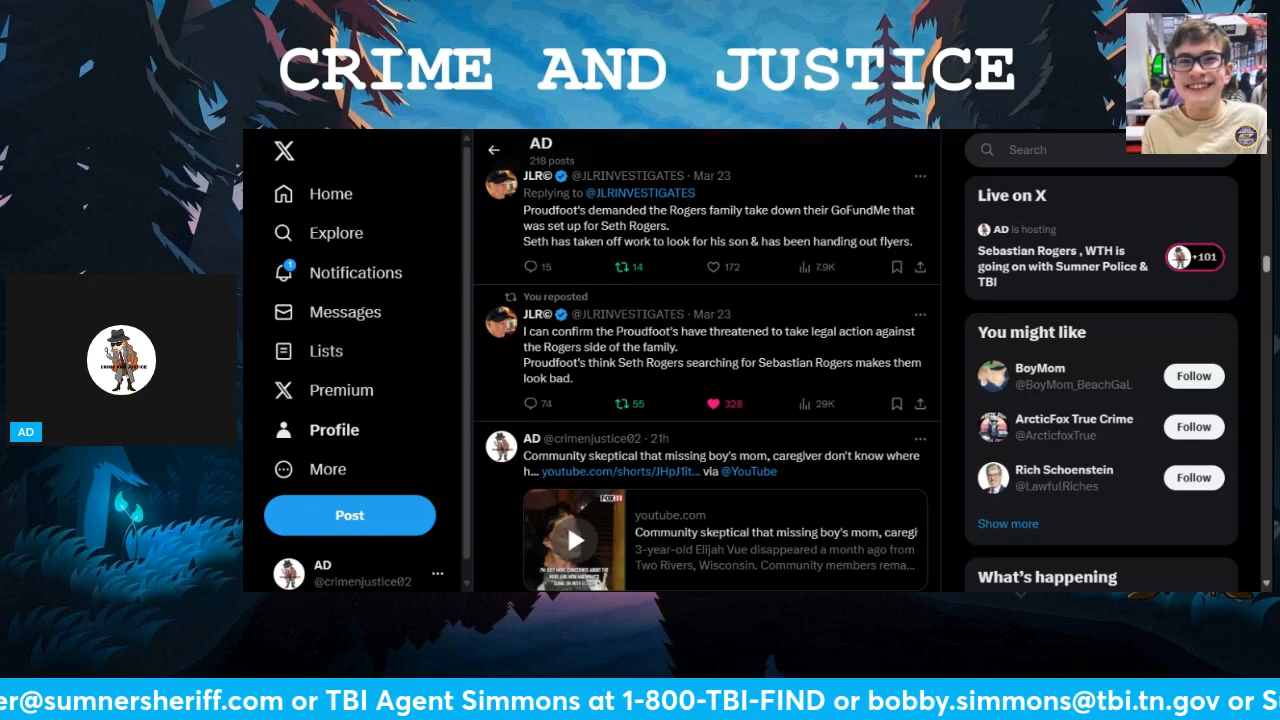 CRIME AND JUSTICE
AD
218 posts
Home
Explore
1
Notifications
Messages
Lists
Premium
Profile
More
Post
AD
@crimenjustice02
JLR© @JLRINVESTIGATES · Mar 23
Replying to @JLRINVESTIGATES
Proudfoot's demanded the Rogers family take down their GoFundMe that
was set up for Seth Rogers.
Seth has taken off work to look for his son & has been handing out flyers.
15 14 172 7.9K
You reposted
JLR© @JLRINVESTIGATES · Mar 23
I can confirm the Proudfoot's have threatened to take legal action against
the Rogers side of the family.
Proudfoot's think Seth Rogers searching for Sebastian Rogers makes them
look bad.
74 55 328 29K
AD @crimenjustice02 · 21h
Community skeptical that missing boy's mom, caregiver don't know where
h... youtube.com/shorts/JHpJ1it... via @YouTube
youtube.com
Community skeptical that missing boy's mom, caregi
3-year-old Elijah Vue disappeared a month ago from
Two Rivers, Wisconsin. Community members rema...
FOX11
Search
Live on X
AD is hosting
Sebastian Rogers , WTH is
going on with Sumner Police &
TBI
+101
You might like
BoyMom
@BoyMom_BeachGaL
Follow
ArcticFox True Crime
@ArcticfoxTrue
Follow
Rich Schoenstein
@LawfulRiches
Follow
Show more
What's happening
CRIME AND JUSTICE
AD
er@sumnersheriff.com or TBI Agent Simmons at 1-800-TBI-FIND or bobby.simmons@tbi.tn.gov or S